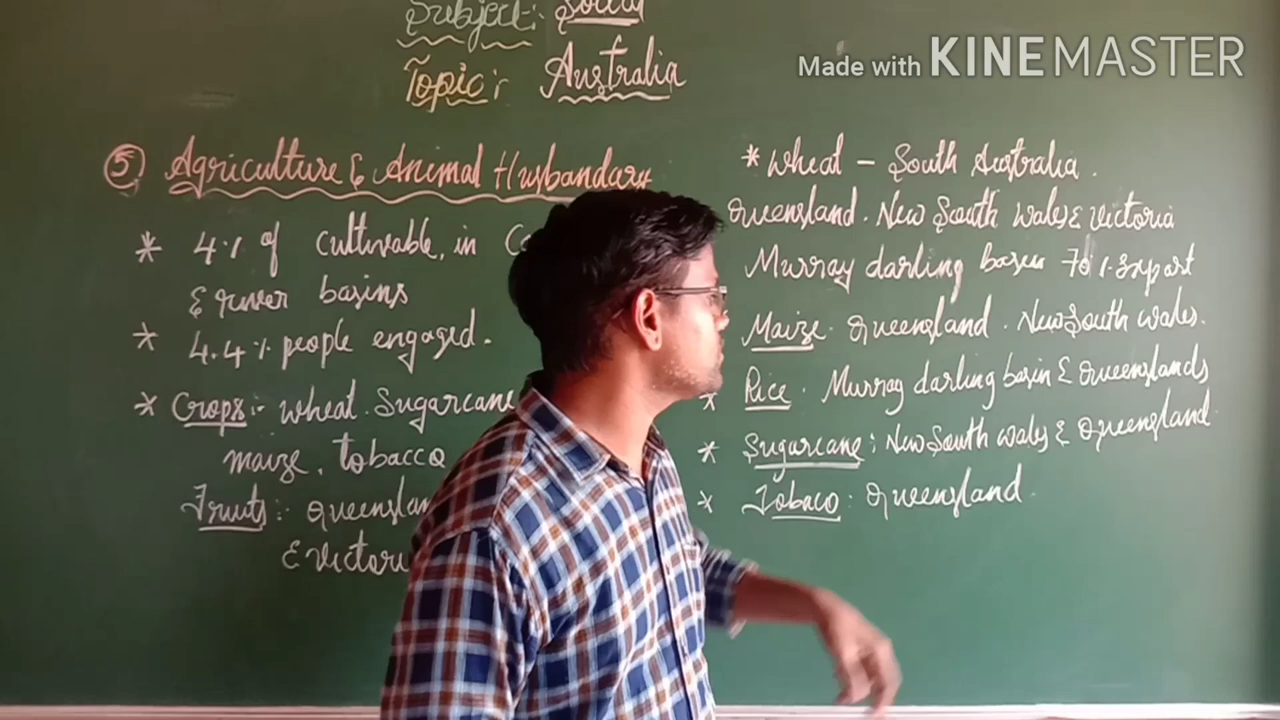 Subject:- Social
Topic:- Australia
Made with KINEMASTER
⑤ Agriculture & Animal Husbandary
* 4% of cultivable, in
& river basins
* 4.4% people engaged.
* Crops:- wheat. Sugarcane
maize, tobacco
Fruits:- Queenslan
& Victori
* Wheat - South Australia.
Queensland. New South Wales & Victoria
Murray darling basin 70% Export
Maize. Queensland. New South Wales.
* Rice. Murray darling basin & Queenslands
* Sugarcane: New South Wales & Queensland.
* Tobaco: Queensland.